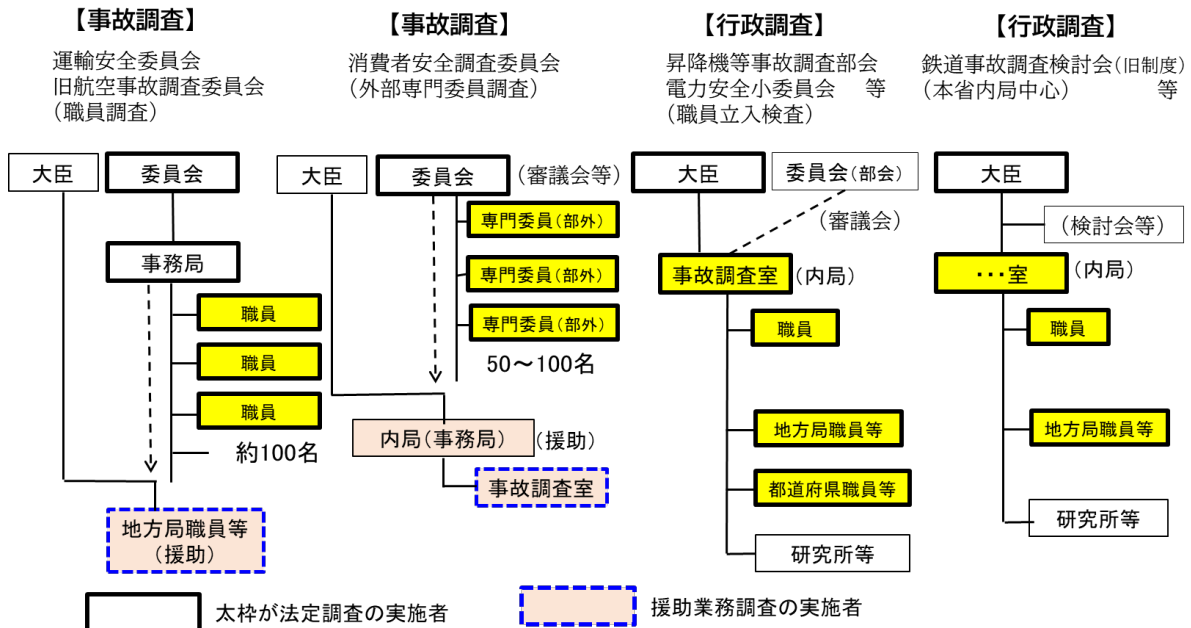 【事故調査】
運輸安全委員会
旧航空事故調査委員会
(職員調査)
大臣
委員会
事務局
職員
職員
職員
約100名
地方局職員等
(援助)
【事故調査】
消費者安全調査委員会
(外部専門委員調査)
大臣
委員会
(審議会等)
専門委員(部外)
専門委員(部外)
専門委員(部外)
50～100名
内局(事務局)
(援助)
事故調査室
【行政調査】
昇降機等事故調査部会
電力安全小委員会 等
(職員立入検査)
大臣
委員会(部会)
(審議会)
事故調査室
(内局)
職員
地方局職員等
都道府県職員等
研究所等
【行政調査】
鉄道事故調査検討会(旧制度)
(本省内局中心) 等
大臣
(検討会等)
･･･室
(内局)
職員
地方局職員等
研究所等
太枠が法定調査の実施者
援助業務調査の実施者